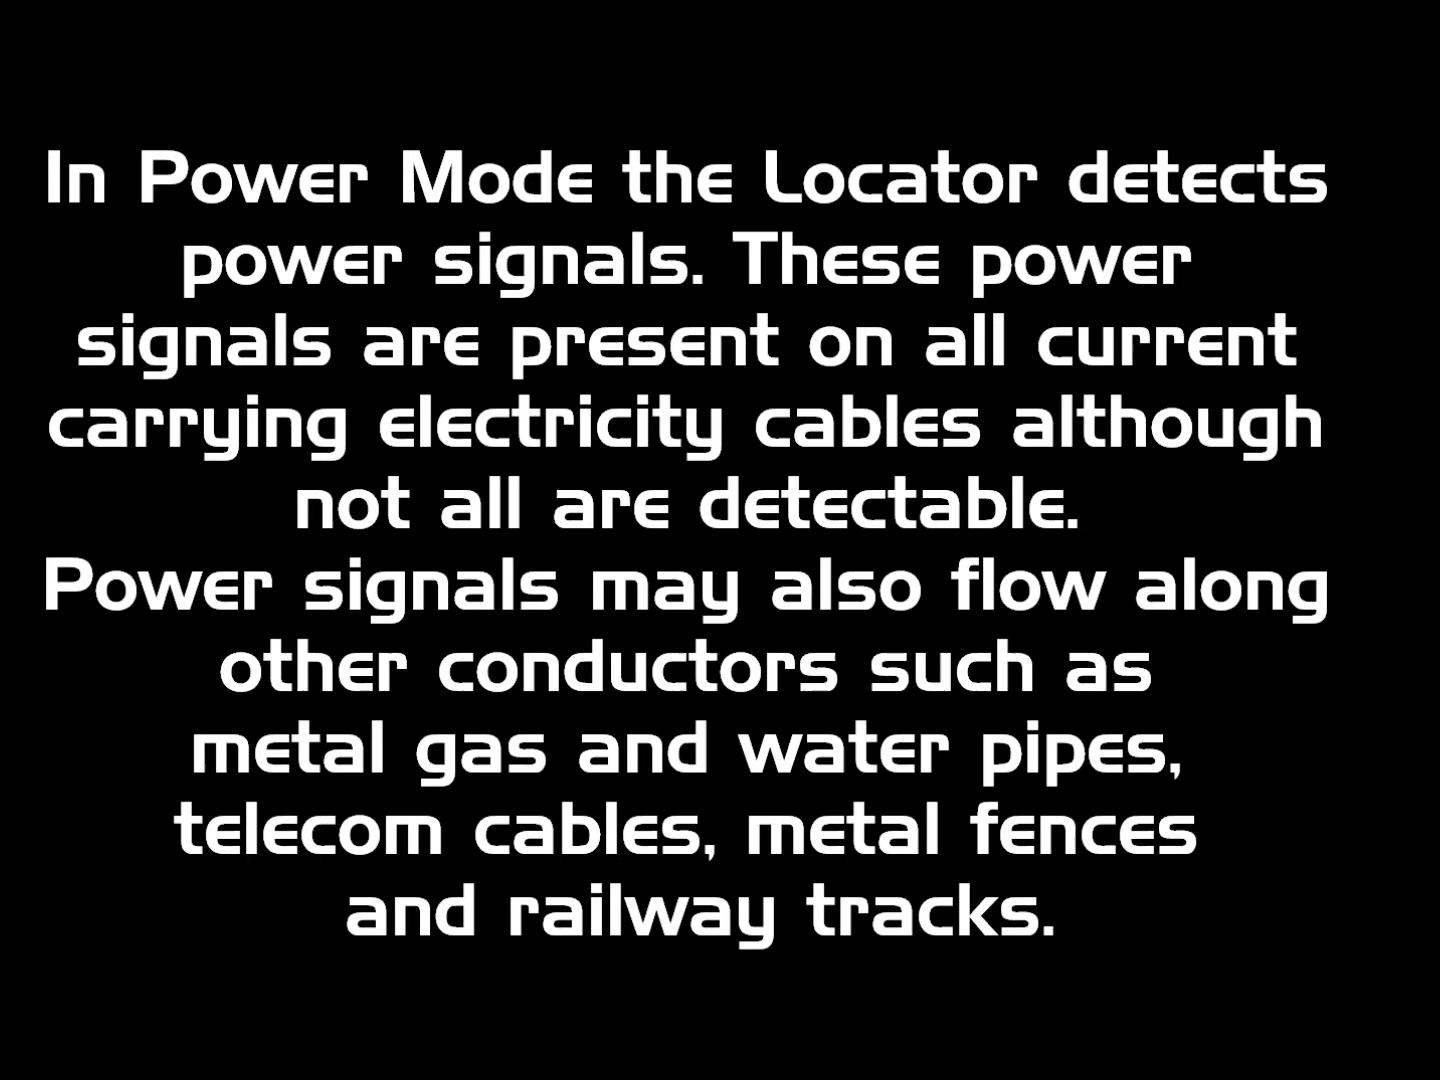 In Power Mode the Locator detects
power signals. These power
signals are present on all current
carrying electricity cables although
not all are detectable.
Power signals may also flow along
other conductors such as
metal gas and water pipes,
telecom cables, metal fences
and railway tracks.